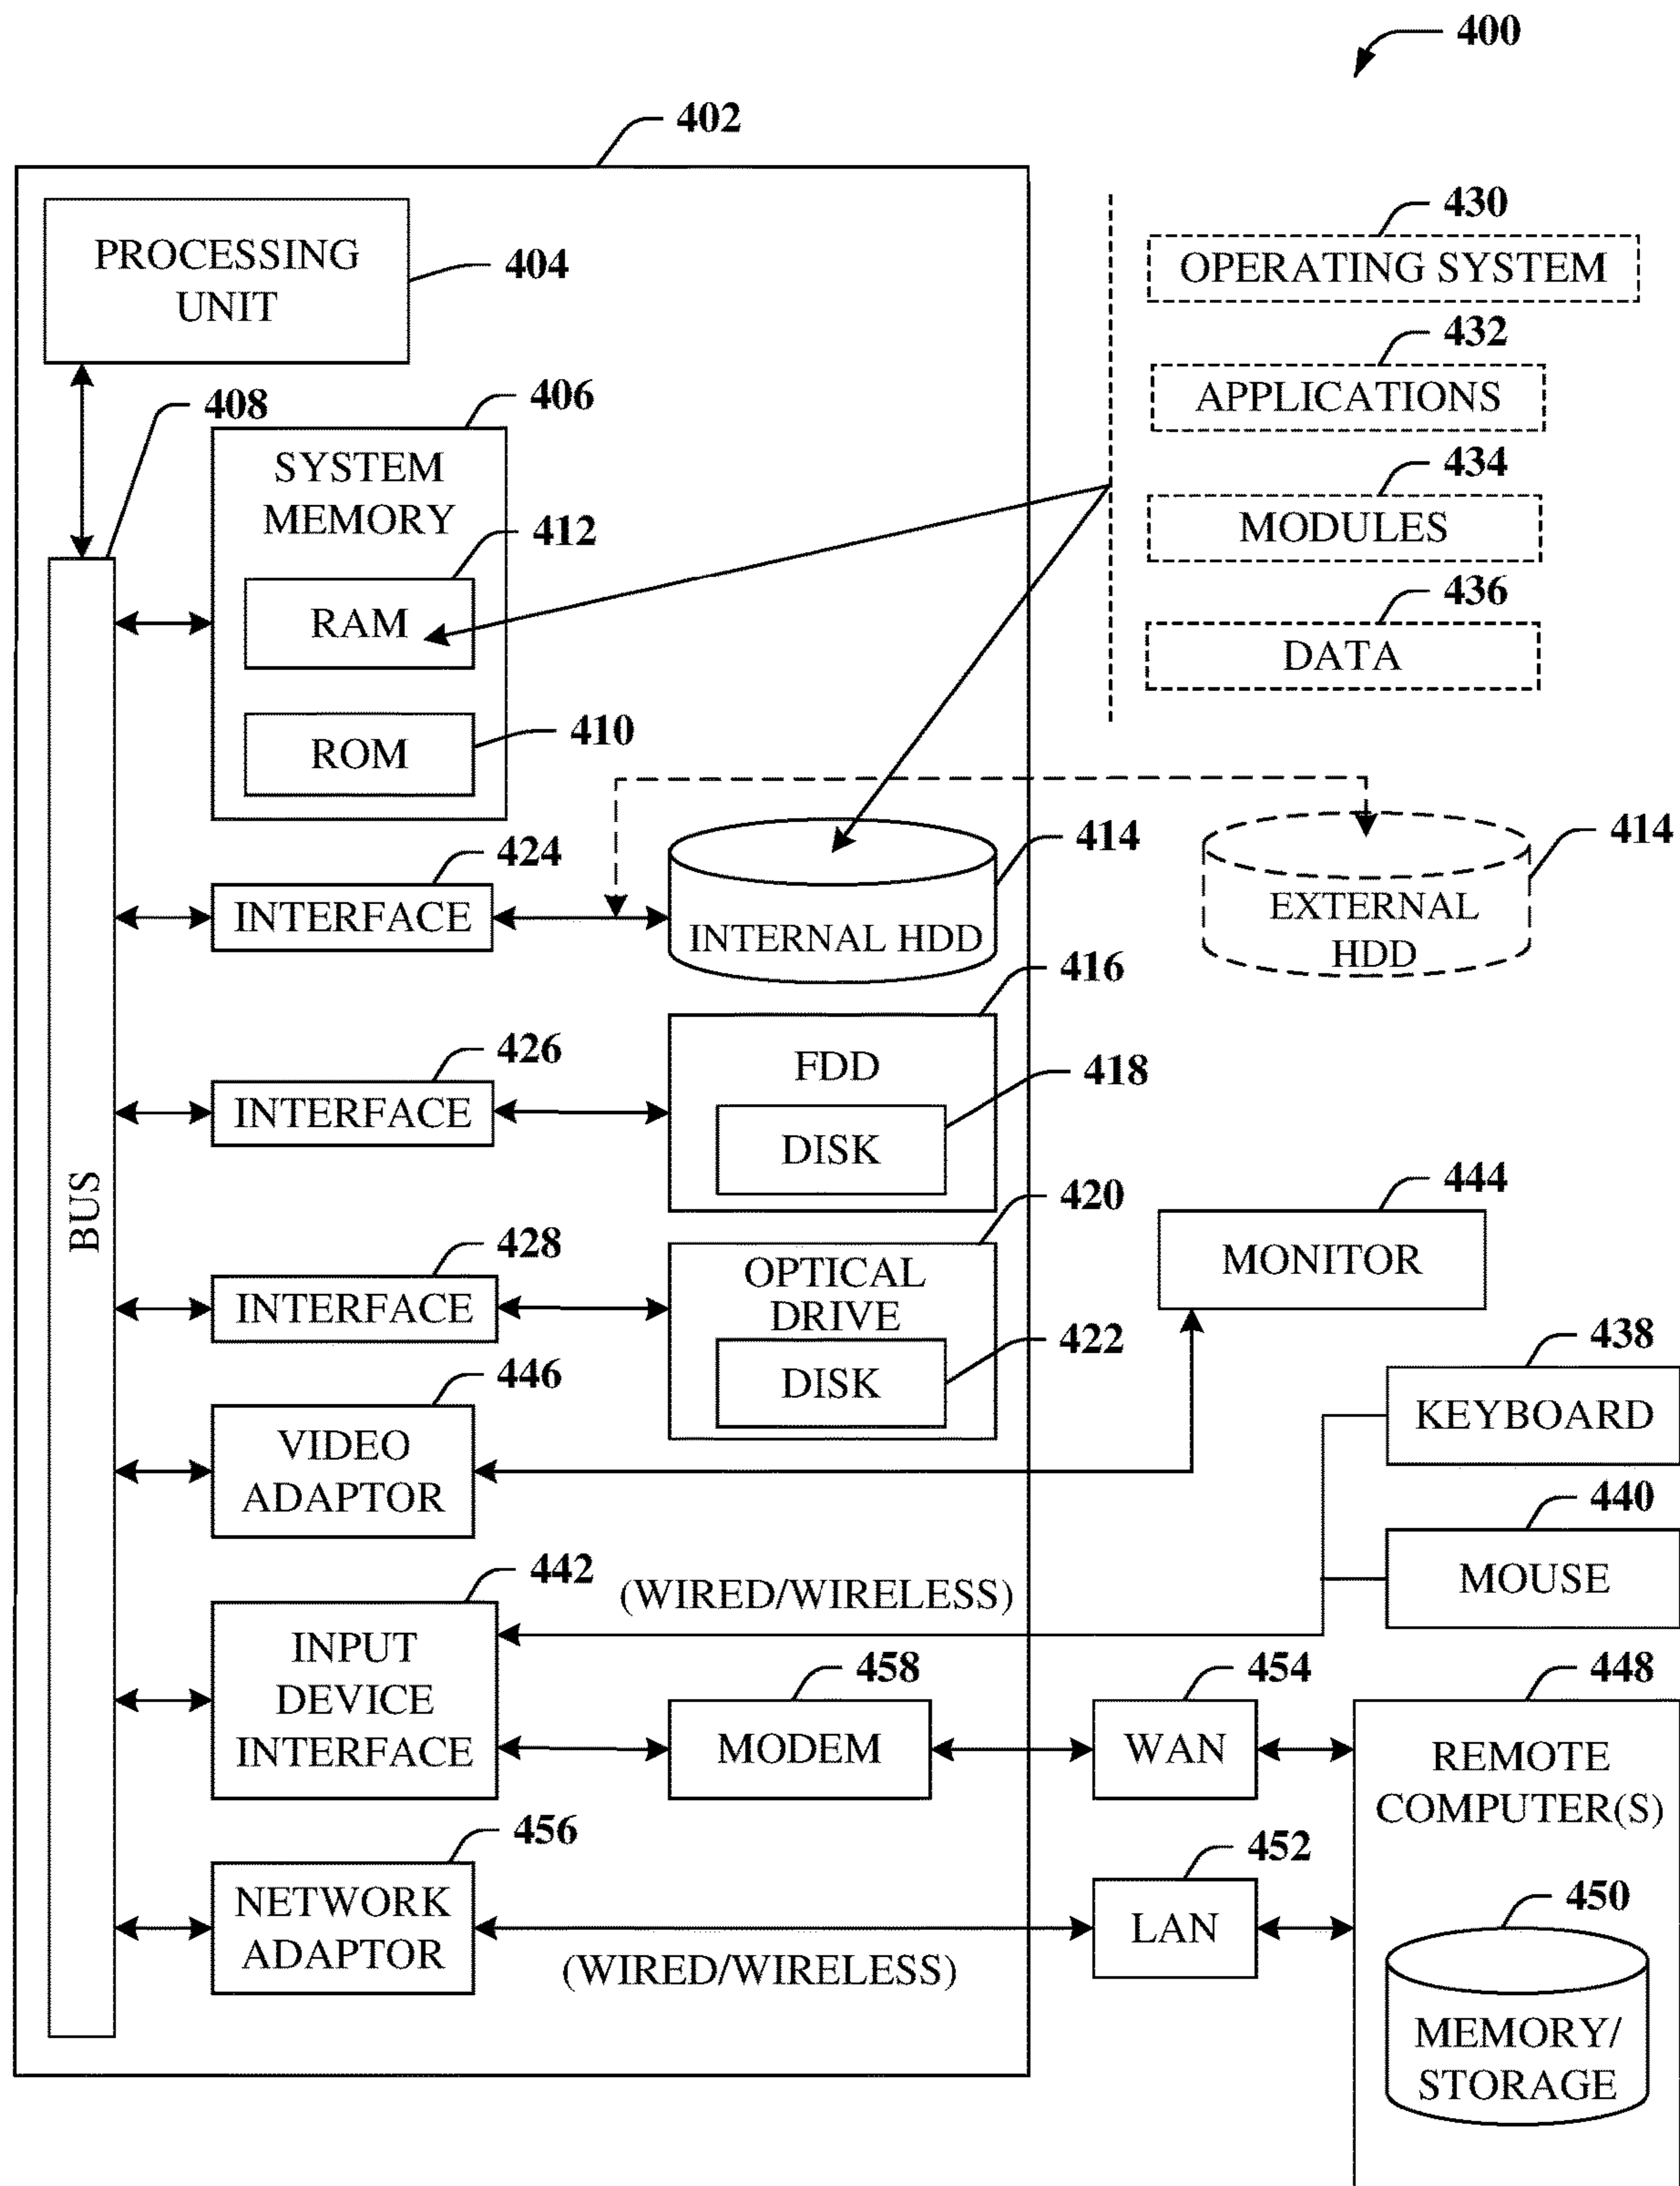 400
402
PROCESSING
UNIT
404
430
OPERATING SYSTEM
432
APPLICATIONS
434
MODULES
436
DATA
408
406
SYSTEM
MEMORY
412
RAM
410
ROM
424
INTERFACE
414
INTERNAL HDD
414
EXTERNAL
HDD
416
FDD
426
INTERFACE
418
DISK
BUS
420
OPTICAL
DRIVE
428
INTERFACE
422
DISK
444
MONITOR
446
VIDEO
ADAPTOR
438
KEYBOARD
440
MOUSE
442
(WIRED/WIRELESS)
INPUT
DEVICE
INTERFACE
458
MODEM
454
WAN
448
REMOTE
COMPUTER(S)
456
NETWORK
ADAPTOR
(WIRED/WIRELESS)
452
LAN
450
MEMORY/
STORAGE